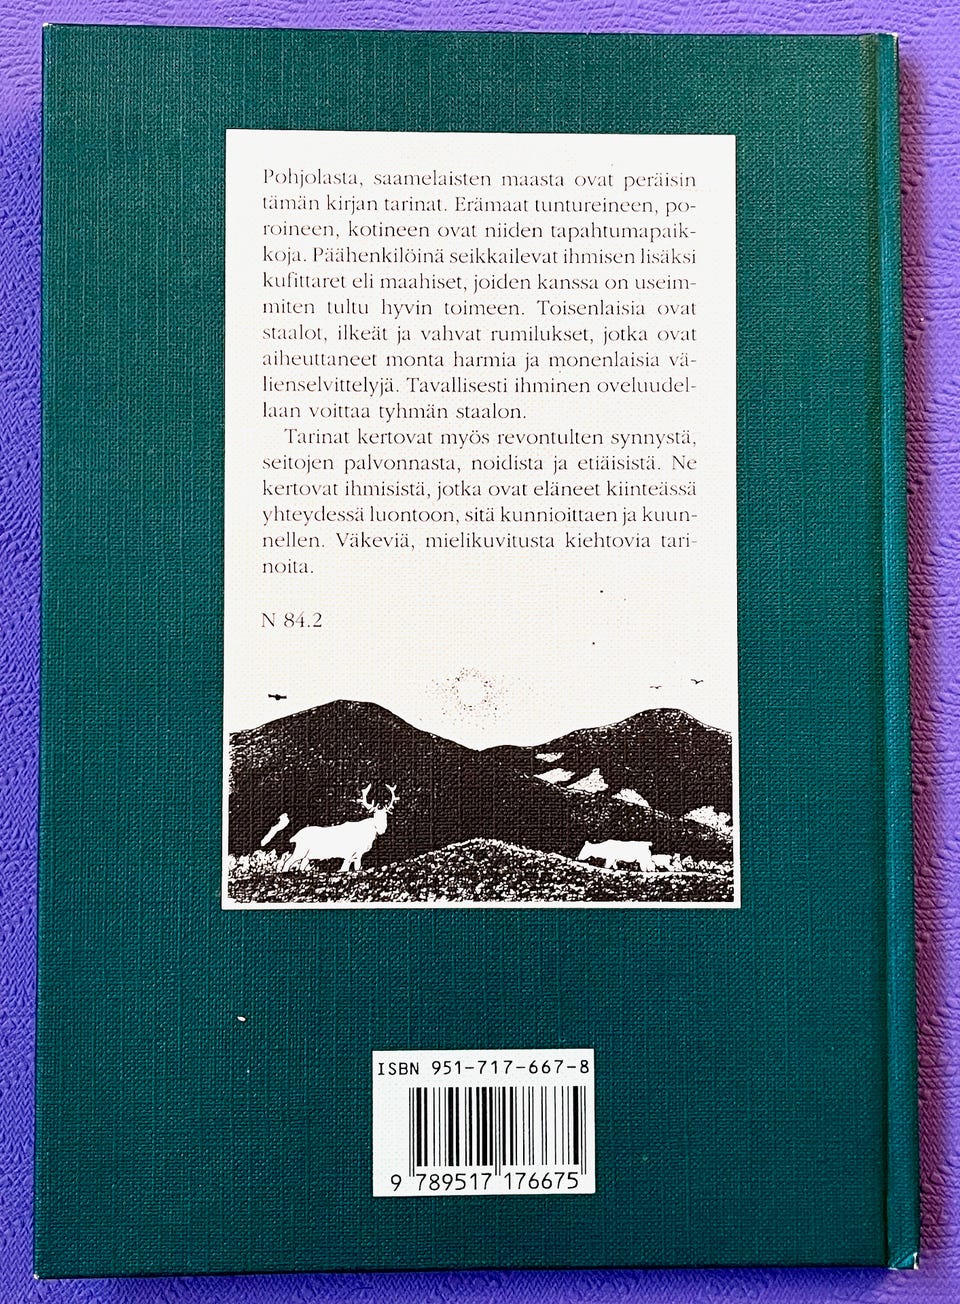 Pohjolasta, saamelaisten maasta ovat peräisin
tämän kirjan tarinat. Erämaat tuntureineen, po-
roineen, kotineen ovat niiden tapahtumapaik-
koja. Päähenkilöinä seikkailevat ihmisen lisäksi
kufittaret eli maahiset, joiden kanssa on useim-
miten tultu hyvin toimeen. Toisenlaisia ovat
staalot, ilkeät ja vahvat rumilukset, jotka ovat
aiheuttaneet monta harmia ja monenlaisia vä-
lienselvittelyjä. Tavallisesti ihminen oveluudel-
laan voittaa tyhmän staalon.
Tarinat kertovat myös revontulten synnystä,
seitojen palvonnasta, noidista ja etiäisistä. Ne
kertovat ihmisistä, jotka ovat eläneet kiinteässä
yhteydessä luontoon, sitä kunnioittaen ja kuun-
nellen. Väkeviä, mielikuvitusta kiehtovia tari-
noita.
N 84.2
ISBN 951-717-667-8
9 789517 176675